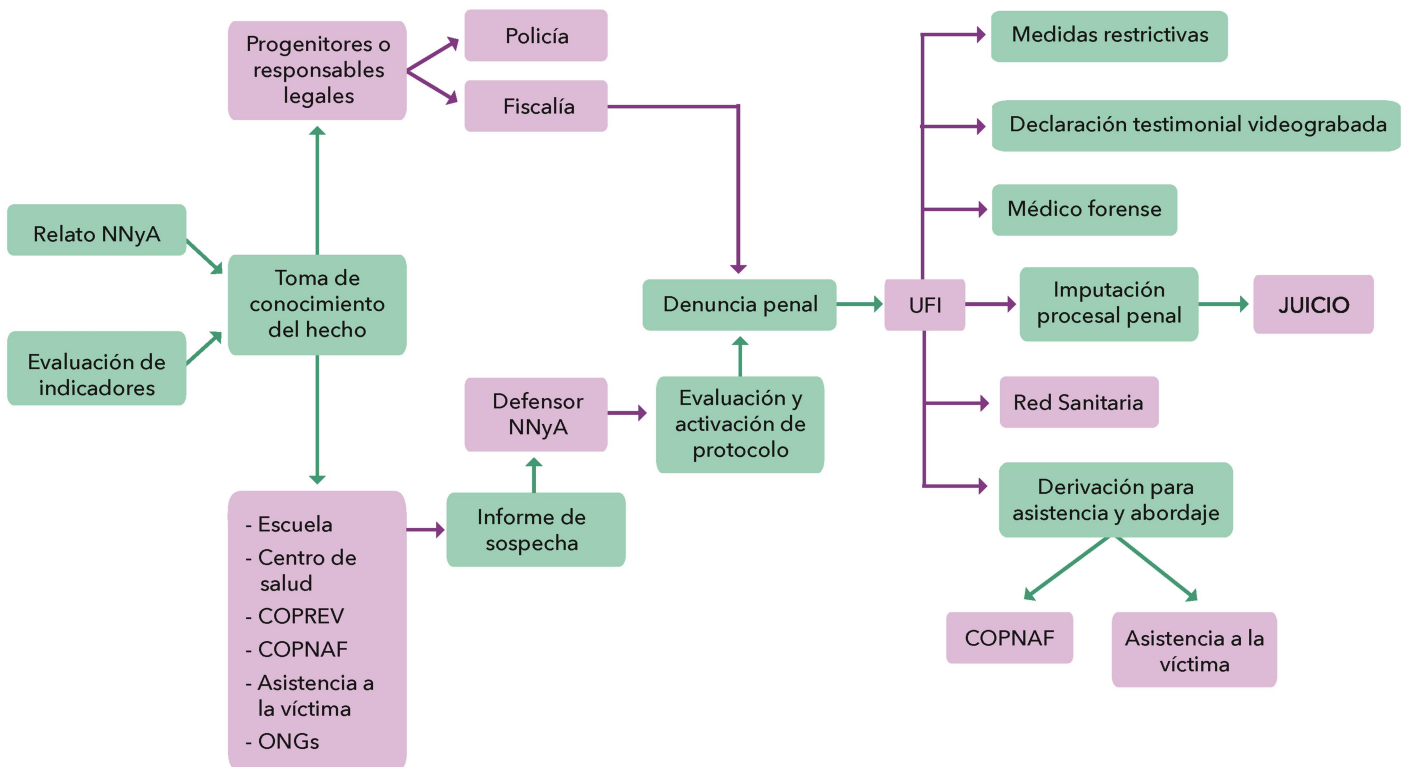 Progenitores o
responsables
legales
Policía
Fiscalía
Relato NNyA
Evaluación de
indicadores
Toma de
conocimiento
del hecho
- Escuela
- Centro de
salud
- COPREV
- COPNAF
- Asistencia a
la víctima
- ONGs
Informe de
sospecha
Defensor
NNyA
Evaluación y
activación de
protocolo
Denuncia penal
UFI
Medidas restrictivas
Declaración testimonial videograbada
Médico forense
Imputación
procesal penal
JUICIO
Red Sanitaria
Derivación para
asistencia y abordaje
COPNAF
Asistencia a la
víctima